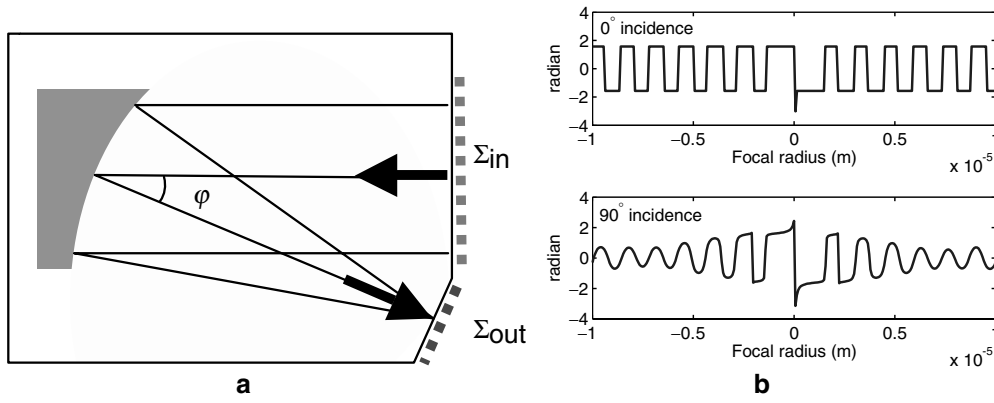 Σin
φ
Σout
a
0° incidence
radian
4
2
0
−2
−4
−1
−0.5
0
0.5
1
Focal radius (m)
x 10^-5
90° incidence
radian
4
2
0
−2
−4
−1
−0.5
0
0.5
1
Focal radius (m)
x 10^-5
b